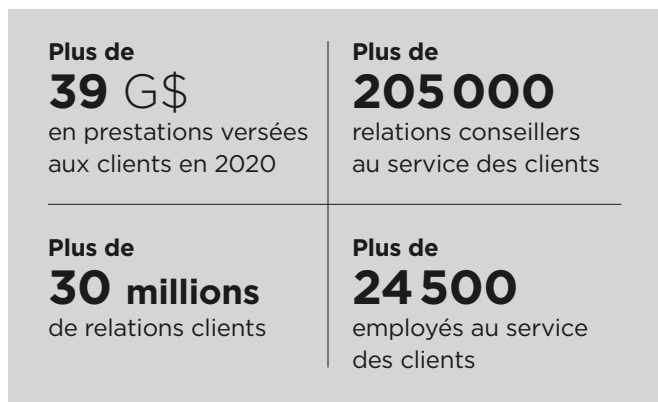 Plus de
39 G$
en prestations versées
aux clients en 2020
Plus de
205 000
relations conseillers
au service des clients
Plus de
30 millions
de relations clients
Plus de
24 500
employés au service
des clients